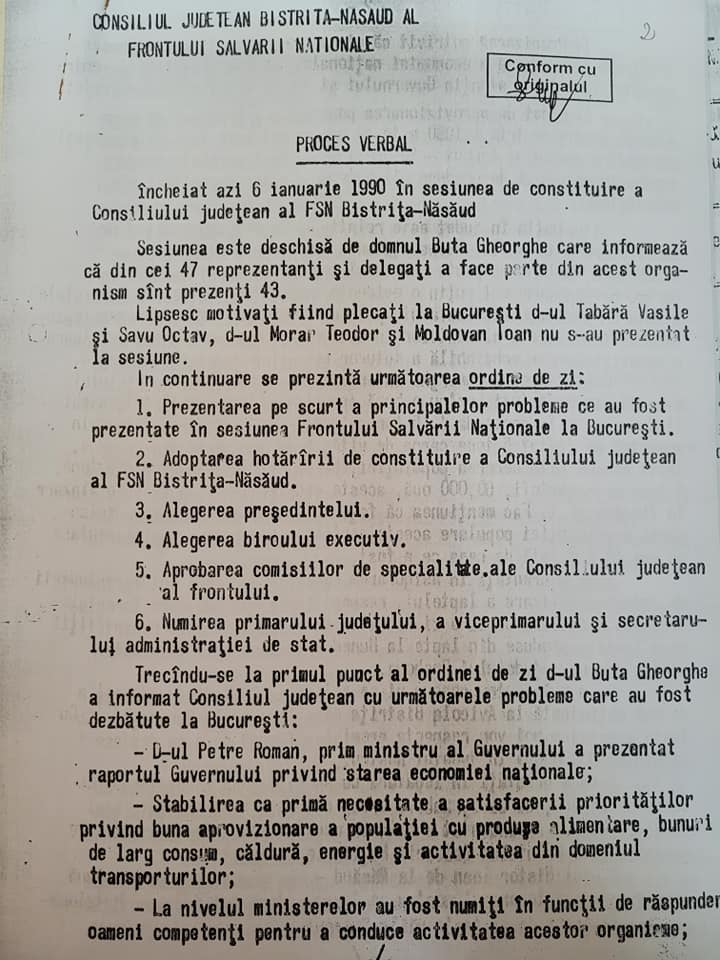 CONSILIUL JUDETEAN BISTRITA-NASAUD AL
FRONTULUI SALVARII NATIONALE
2
Conform cu
originalul
PROCES VERBAL
încheiat azi 6 ianuarie 1990 în sesiunea de constituire a
Consiliului judeţean al FSN Bistriţa-Năsăud
Sesiunea este deschisă de domnul Buta Gheorghe care informează
că din cei 47 reprezentanţi şi delegaţi a face parte din acest orga-
nism sînt prezenţi 43.
Lipsesc motivaţi fiind plecaţi la Bucureşti d-ul Tabără Vasile
şi Savu Octav, d-ul Morar Teodor şi Moldovan Ioan nu s-au prezentat
la sesiune.
In continuare se prezintă următoarea ordine de zi:
1. Prezentarea pe scurt a principalelor probleme ce au fost
prezentate în sesiunea Frontului Salvării Naţionale la Bucureşti.
2. Adoptarea hotărîrii de constituire a Consiliului judeţean
al FSN Bistriţa-Năsăud.
3. Alegerea preşedintelui.
4. Alegerea biroului executiv.
5. Aprobarea comisiilor de specialitate.ale Consiliului judeţean
al frontului.
6. Numirea primarului judeţului, a viceprimarului şi secretaru-
lui administraţiei de stat.
Trecîndu-se la primul punct al ordinei de zi d-ul Buta Gheorghe
a informat Consiliul judeţean cu următoarele probleme care au fost
dezbătute la Bucureşti:
- D-ul Petre Roman, prim ministru al Guvernului a prezentat
raportul Guvernului privind starea economiei naţionale;
- Stabilirea ca primă necesitate a satisfacerii priorităţilor
privind buna aprovizionare a populaţiei cu produse alimentare, bunuri
de larg consum, căldură, energie şi activitatea din domeniul
transporturilor;
- La nivelul ministerelor au fost numiţi în funcţii de răspunder
oameni competenţi pentru a conduce activitatea acestor organisme;